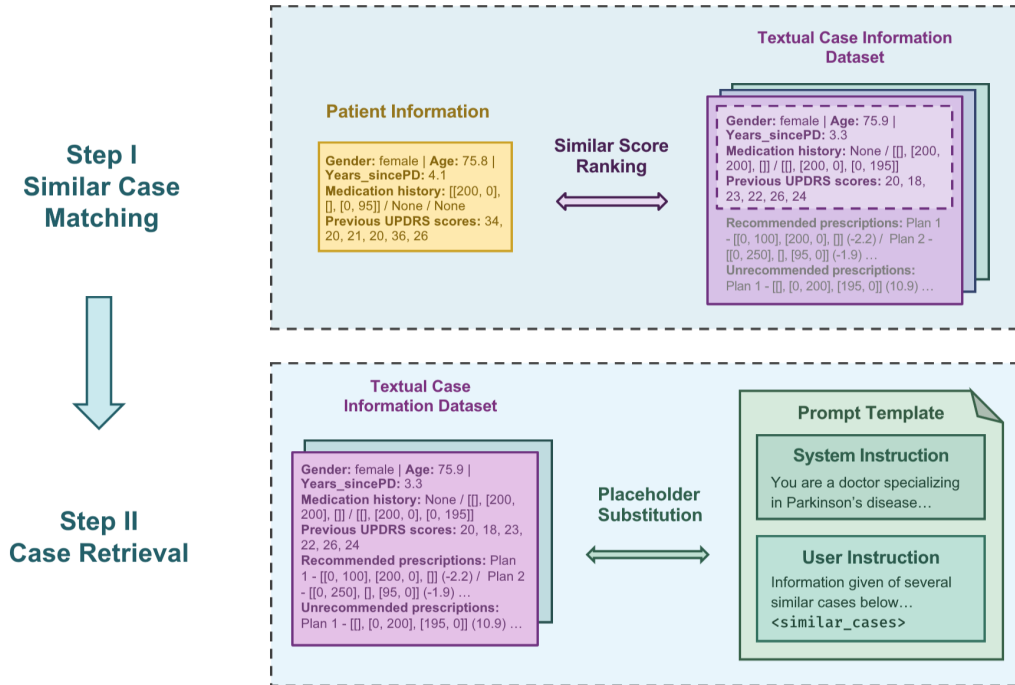 Step I
Similar Case
Matching
Patient Information
Gender: female | Age: 75.8 |
Years_sincePD: 4.1
Medication history: [[200, 0],
[], [0, 95]] / None / None
Previous UPDRS scores: 34,
20, 21, 20, 36, 26
Similar Score
Ranking
Textual Case Information
Dataset
Gender: female | Age: 75.9 |
Years_sincePD: 3.3
Medication history: None / [[], [200,
200], []] / [[], [200, 0], [0, 195]]
Previous UPDRS scores: 20, 18,
23, 22, 26, 24
Recommended prescriptions: Plan 1
- [[0, 100], [200, 0], []] (-2.2) / Plan 2 -
[[0, 250], [], [95, 0]] (-1.9) ...
Unrecommended prescriptions:
Plan 1 - [[], [0, 200], [195, 0]] (10.9) ...
Step II
Case Retrieval
Textual Case
Information Dataset
Gender: female | Age: 75.9 |
Years_sincePD: 3.3
Medication history: None / [[], [200,
200], []] / [[], [200, 0], [0, 195]]
Previous UPDRS scores: 20, 18, 23,
22, 26, 24
Recommended prescriptions: Plan
1 - [[0, 100], [200, 0], []] (-2.2) / Plan 2
- [[0, 250], [], [95, 0]] (-1.9) ...
Unrecommended prescriptions:
Plan 1 - [[], [0, 200], [195, 0]] (10.9) ...
Placeholder
Substitution
Prompt Template
System Instruction
You are a doctor specializing
in Parkinson's disease...
User Instruction
Information given of several
similar cases below...
<similar_cases>